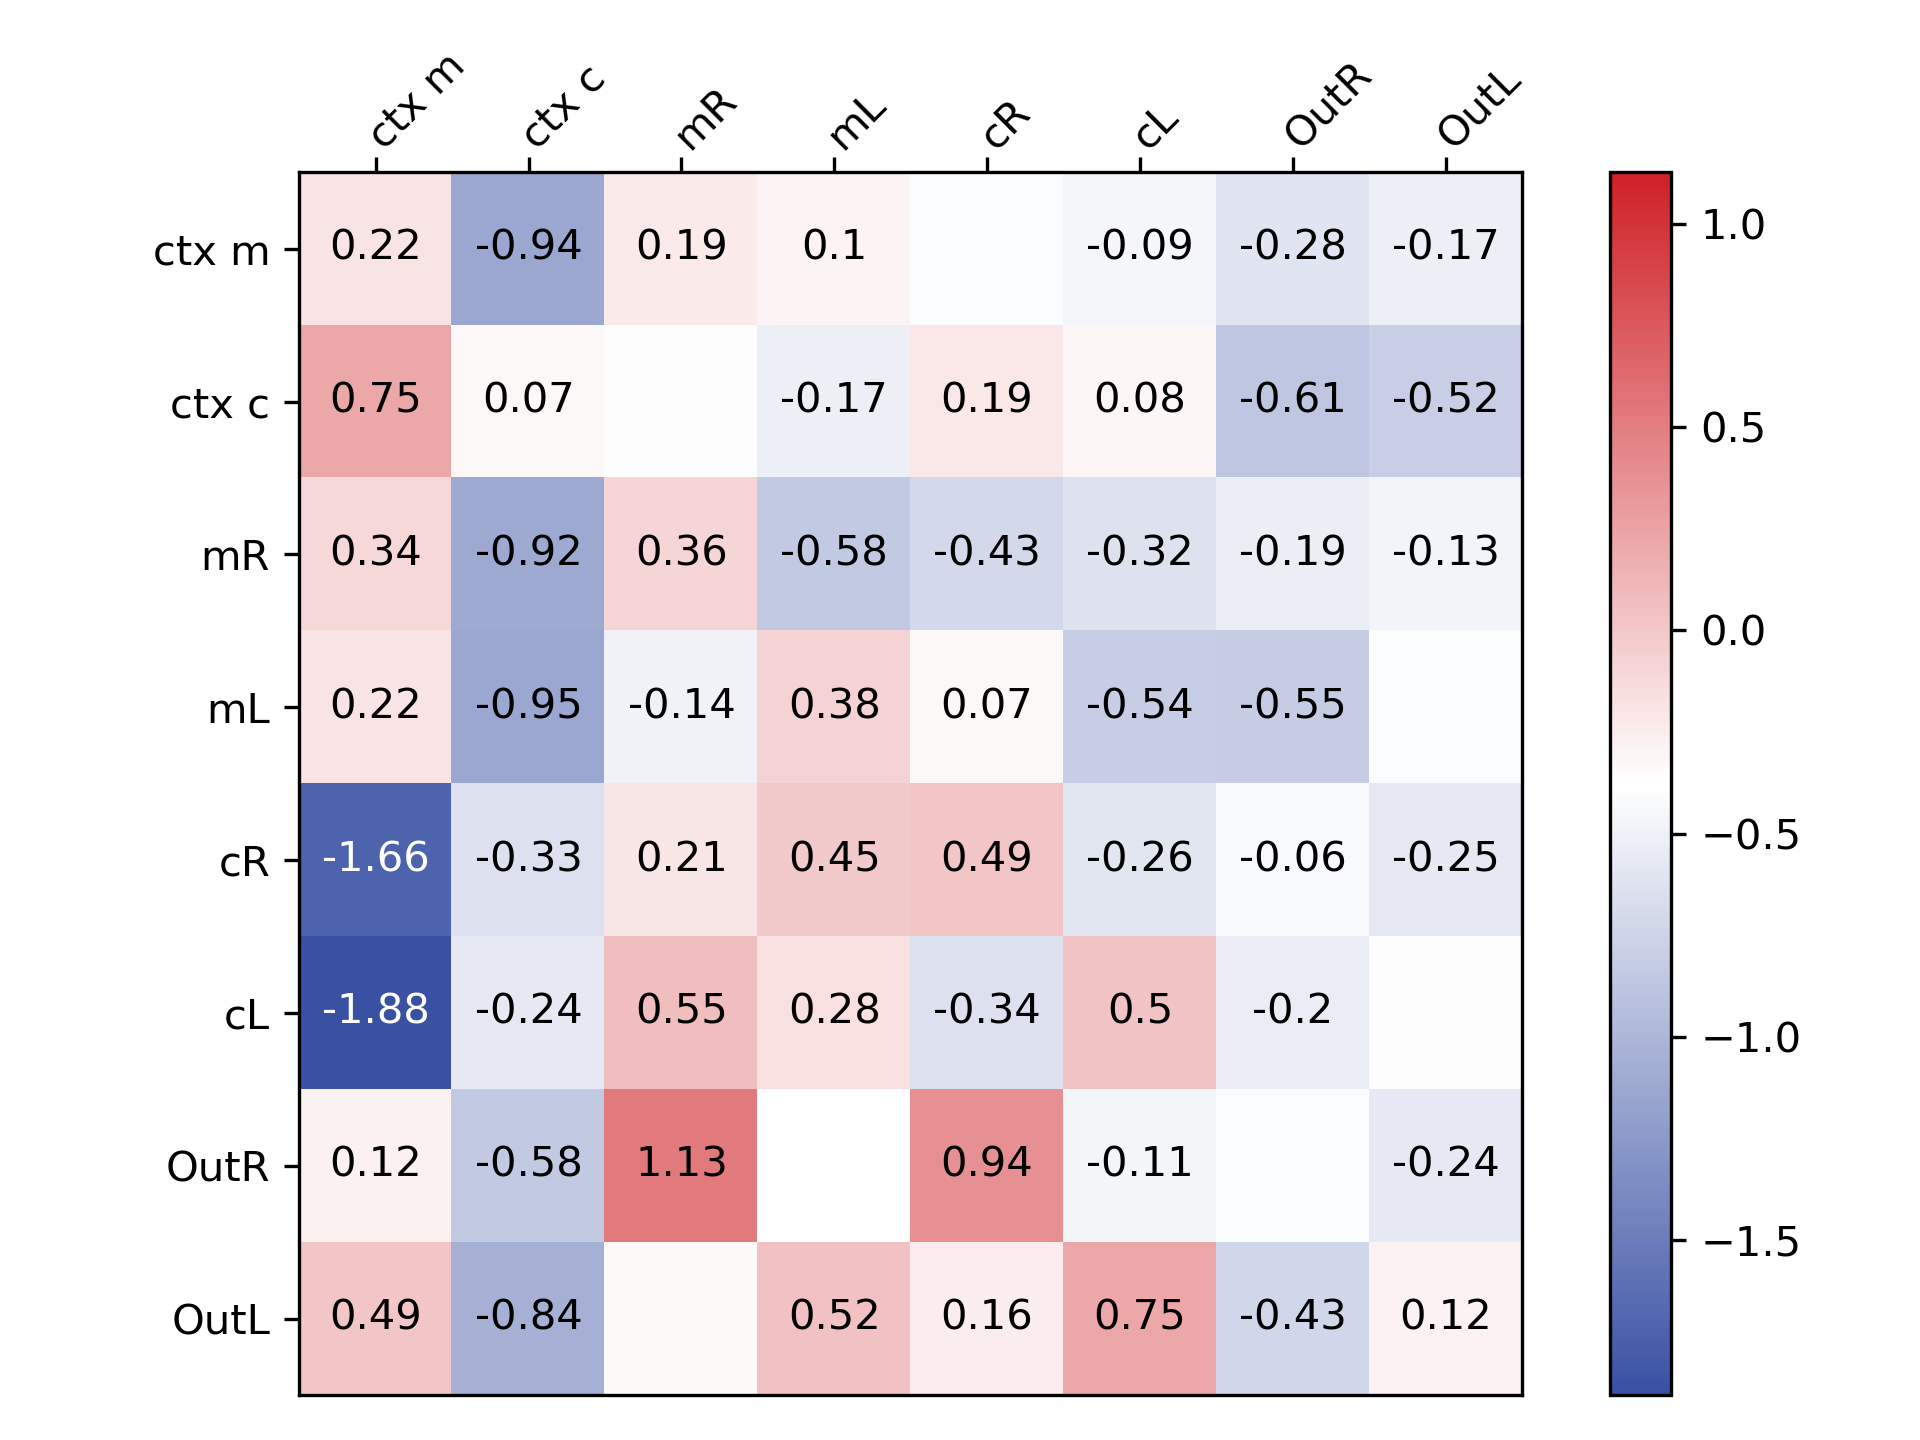 ctx m ctx c mR mL cR cL OutR OutL
ctx m 0.22 -0.94 0.19 0.1 -0.09 -0.28 -0.17
ctx c 0.75 0.07 -0.17 0.19 0.08 -0.61 -0.52
mR 0.34 -0.92 0.36 -0.58 -0.43 -0.32 -0.19 -0.13
mL 0.22 -0.95 -0.14 0.38 0.07 -0.54 -0.55
cR -1.66 -0.33 0.21 0.45 0.49 -0.26 -0.06 -0.25
cL -1.88 -0.24 0.55 0.28 -0.34 0.5 -0.2
OutR 0.12 -0.58 1.13 0.94 -0.11 -0.24
OutL 0.49 -0.84 0.52 0.16 0.75 -0.43 0.12
1.0
0.5
0.0
−0.5
−1.0
−1.5